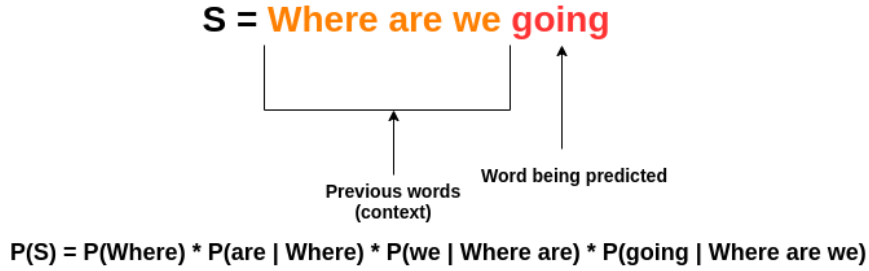 S = Where are we going
Previous words
(context)
Word being predicted
P(S) = P(Where) * P(are | Where) * P(we | Where are) * P(going | Where are we)